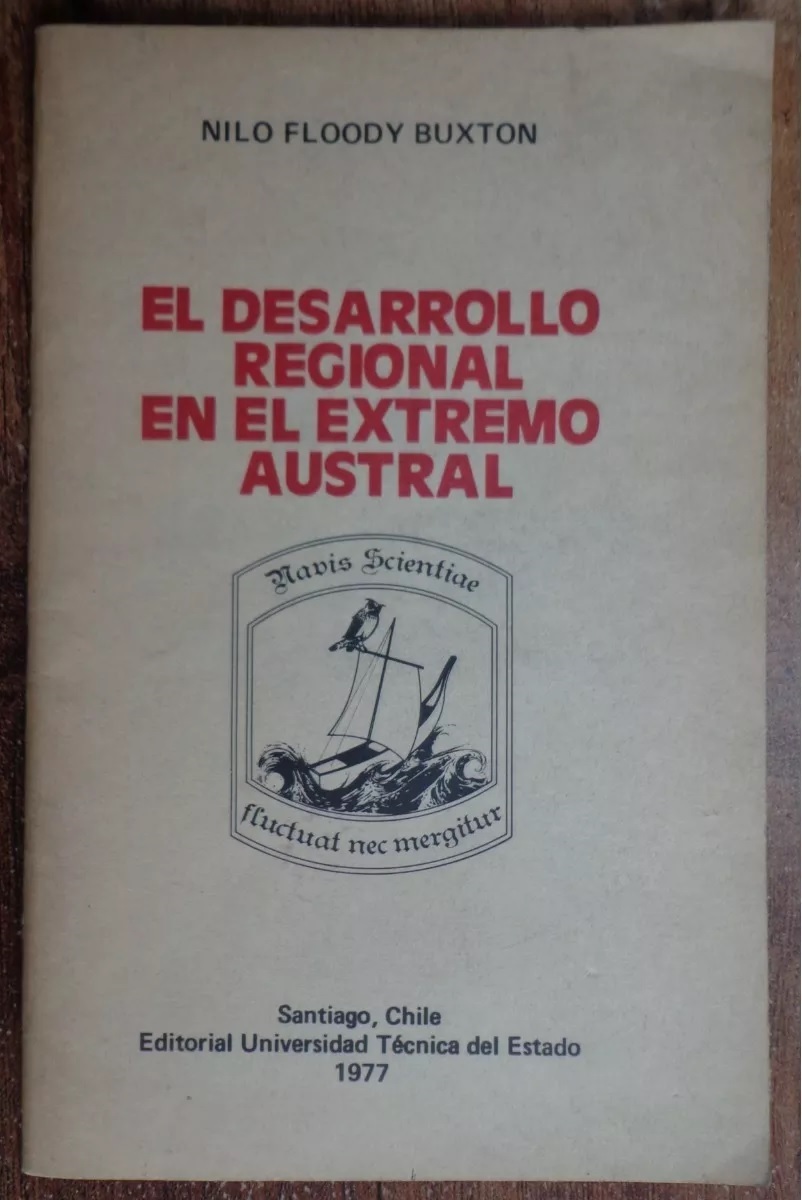 NILO FLOODY BUXTON
EL DESARROLLO
REGIONAL
EN EL EXTREMO
AUSTRAL
Navis Scientiae
fluctuat nec mergitur
Santiago, Chile
Editorial Universidad Técnica del Estado
1977